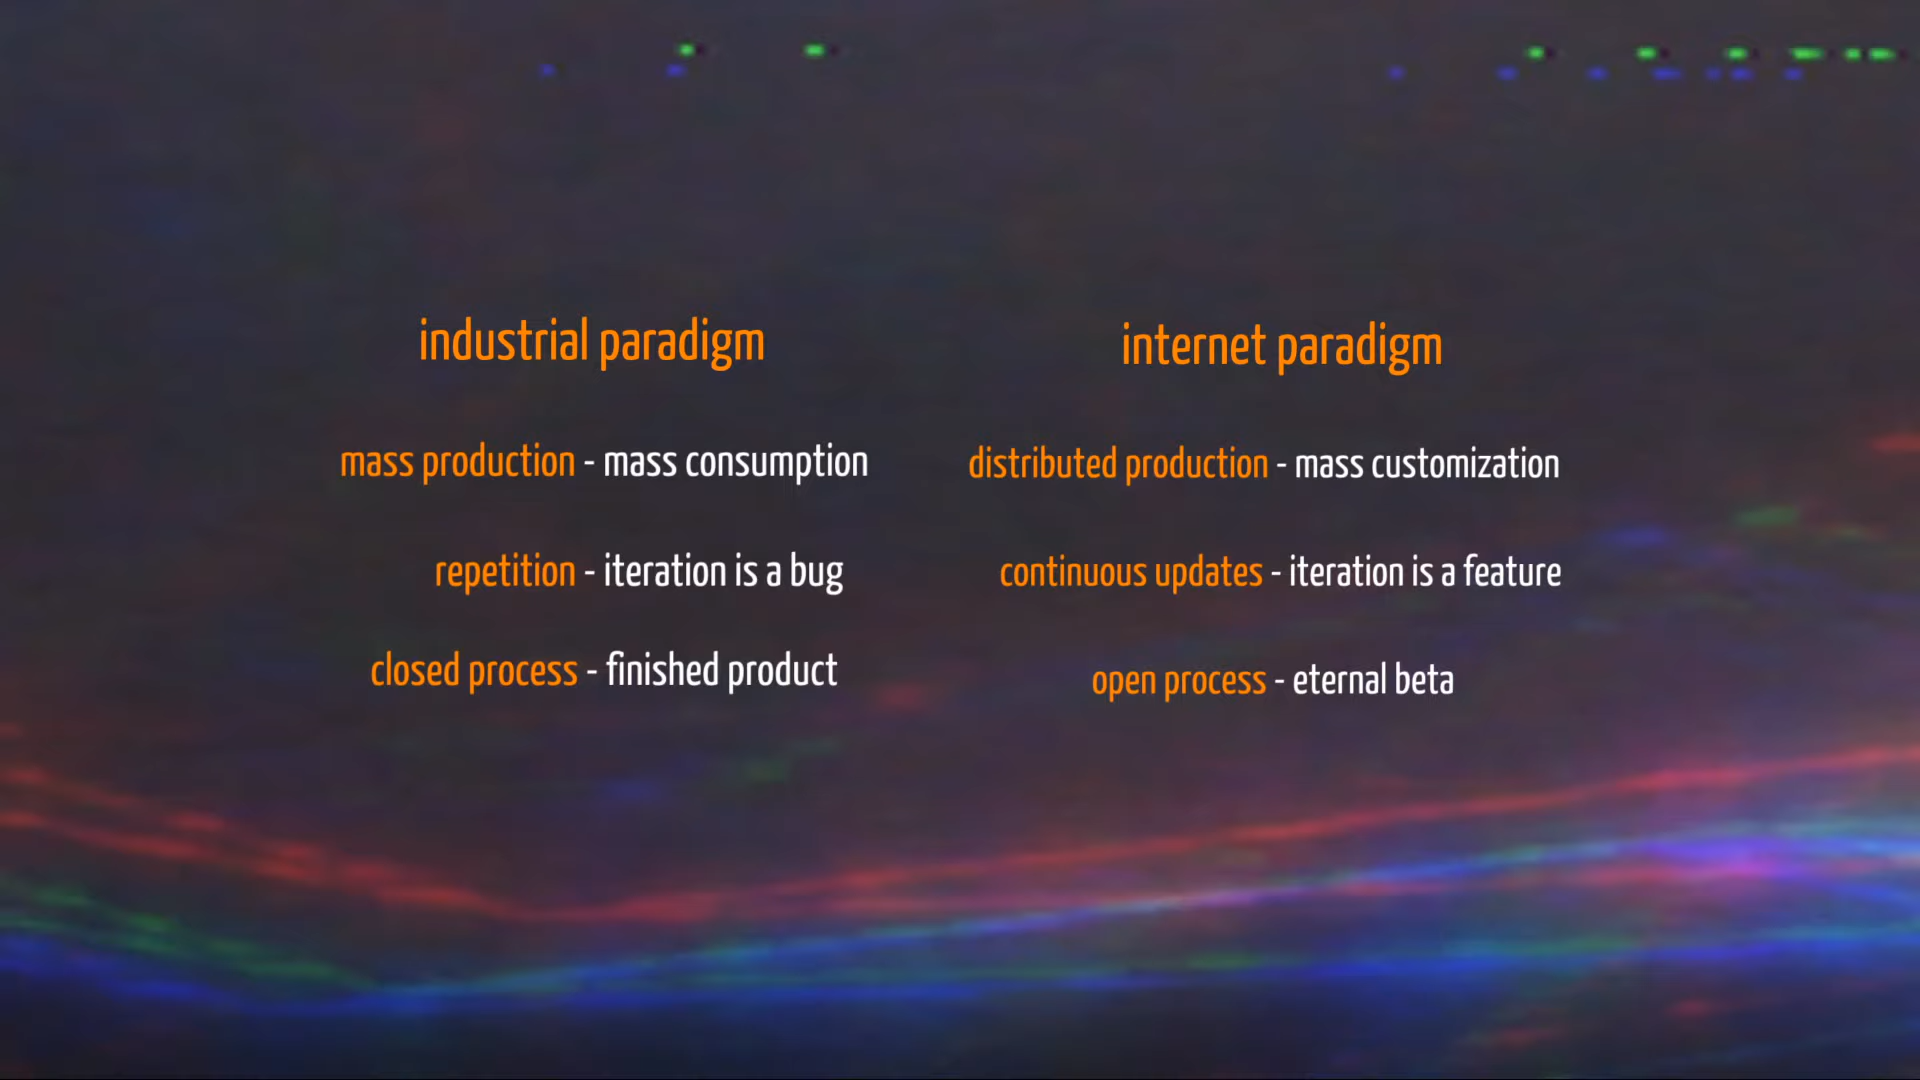 industrial paradigm
mass production - mass consumption
repetition - iteration is a bug
closed process - finished product
internet paradigm
distributed production - mass customization
continuous updates - iteration is a feature
open process - eternal beta